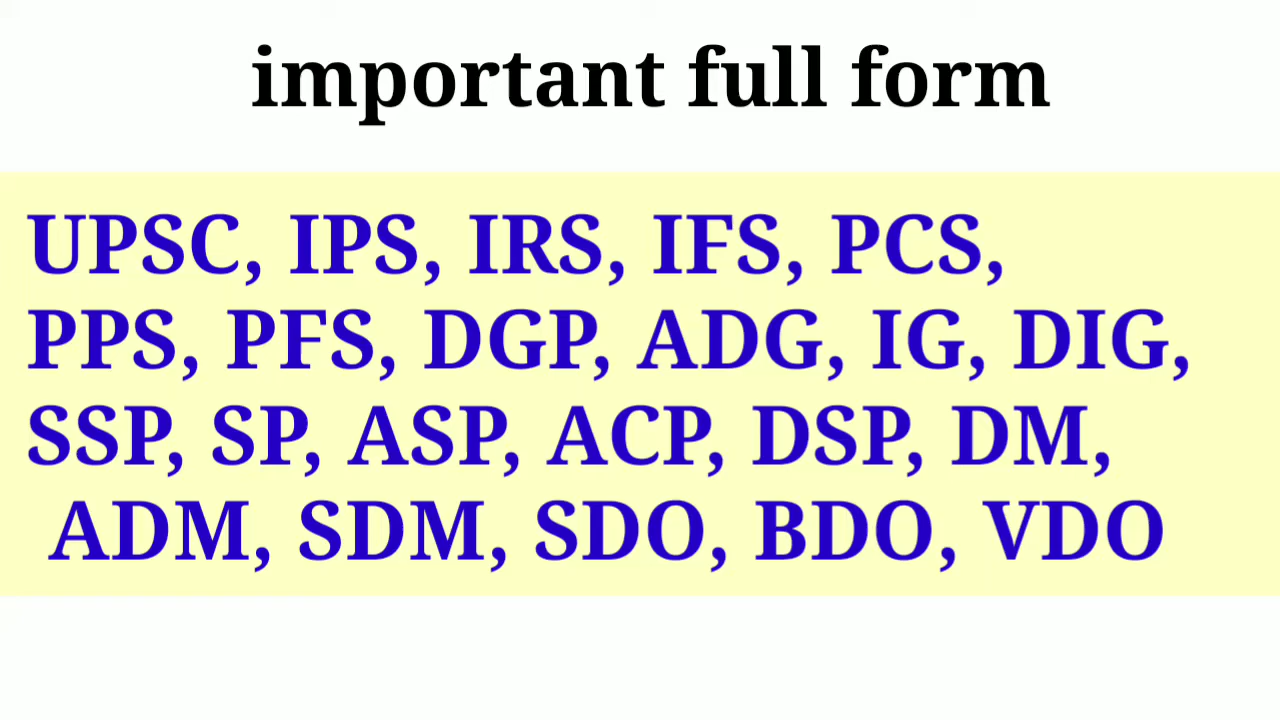 important full form
UPSC, IPS, IRS, IFS, PCS,
PPS, PFS, DGP, ADG, IG, DIG,
SSP, SP, ASP, ACP, DSP, DM,
ADM, SDM, SDO, BDO, VDO